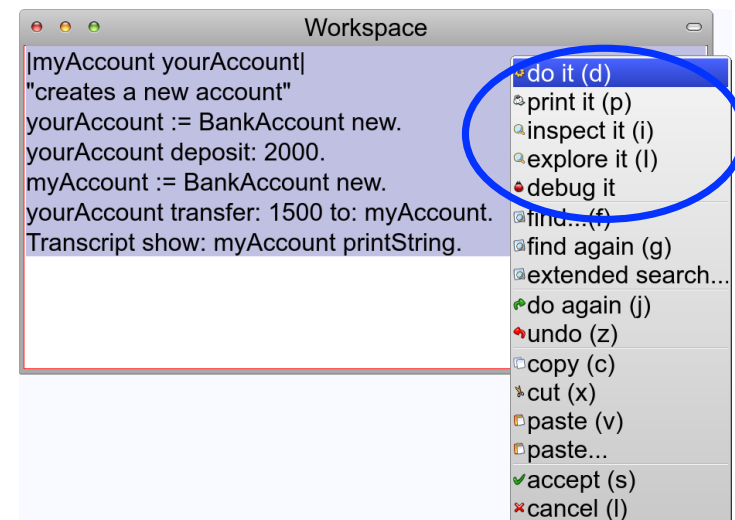 Workspace
|myAccount yourAccount|
"creates a new account"
yourAccount := BankAccount new.
yourAccount deposit: 2000.
myAccount := BankAccount new.
yourAccount transfer: 1500 to: myAccount.
Transcript show: myAccount printString.
do it (d)
print it (p)
inspect it (i)
explore it (I)
debug it
find...(f)
find again (g)
extended search...
do again (j)
undo (z)
copy (c)
cut (x)
paste (v)
paste...
accept (s)
cancel (l)